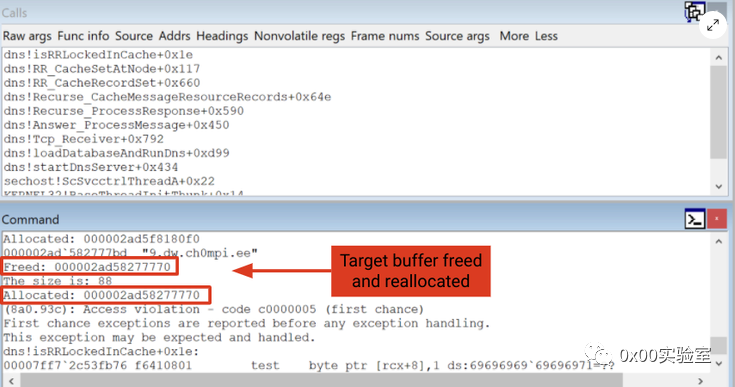 Calls
Raw args Func info Source Addrs Headings Nonvolatile regs Frame nums Source args More Less
dns!isRRLockedInCache+0x1e
dns!RR_CacheSetAtNode+0x117
dns!RR_CacheRecordSet+0x660
dns!Recurse_CacheMessageResourceRecords+0x64e
dns!Recurse_ProcessResponse+0x590
dns!Answer_ProcessMessage+0x450
dns!Tcp_Receiver+0x792
dns!loadDatabaseAndRunDns+0xd99
dns!startDnsServer+0x434
sechost!ScSvcctrlThreadA+0x22
KERNEL32!BaseThreadInitThunk+0x14
Command
Allocated: 000002ad5f8180f0
000002ad`582777bd "9.dw.ch0mpi.ee"
Freed: 000002ad58277770
The size is: 88
Allocated: 000002ad58277770
(8a0.93c): Access violation - code c0000005 (first chance)
First chance exceptions are reported before any exception handling.
This exception may be expected and handled.
dns!isRRLockedInCache+0x1e:
00007ff7`2c53fb76 f6410801 test byte ptr [rcx+8],1 ds:69696969`69696971=??
Target buffer freed
and reallocated
0x00实验室